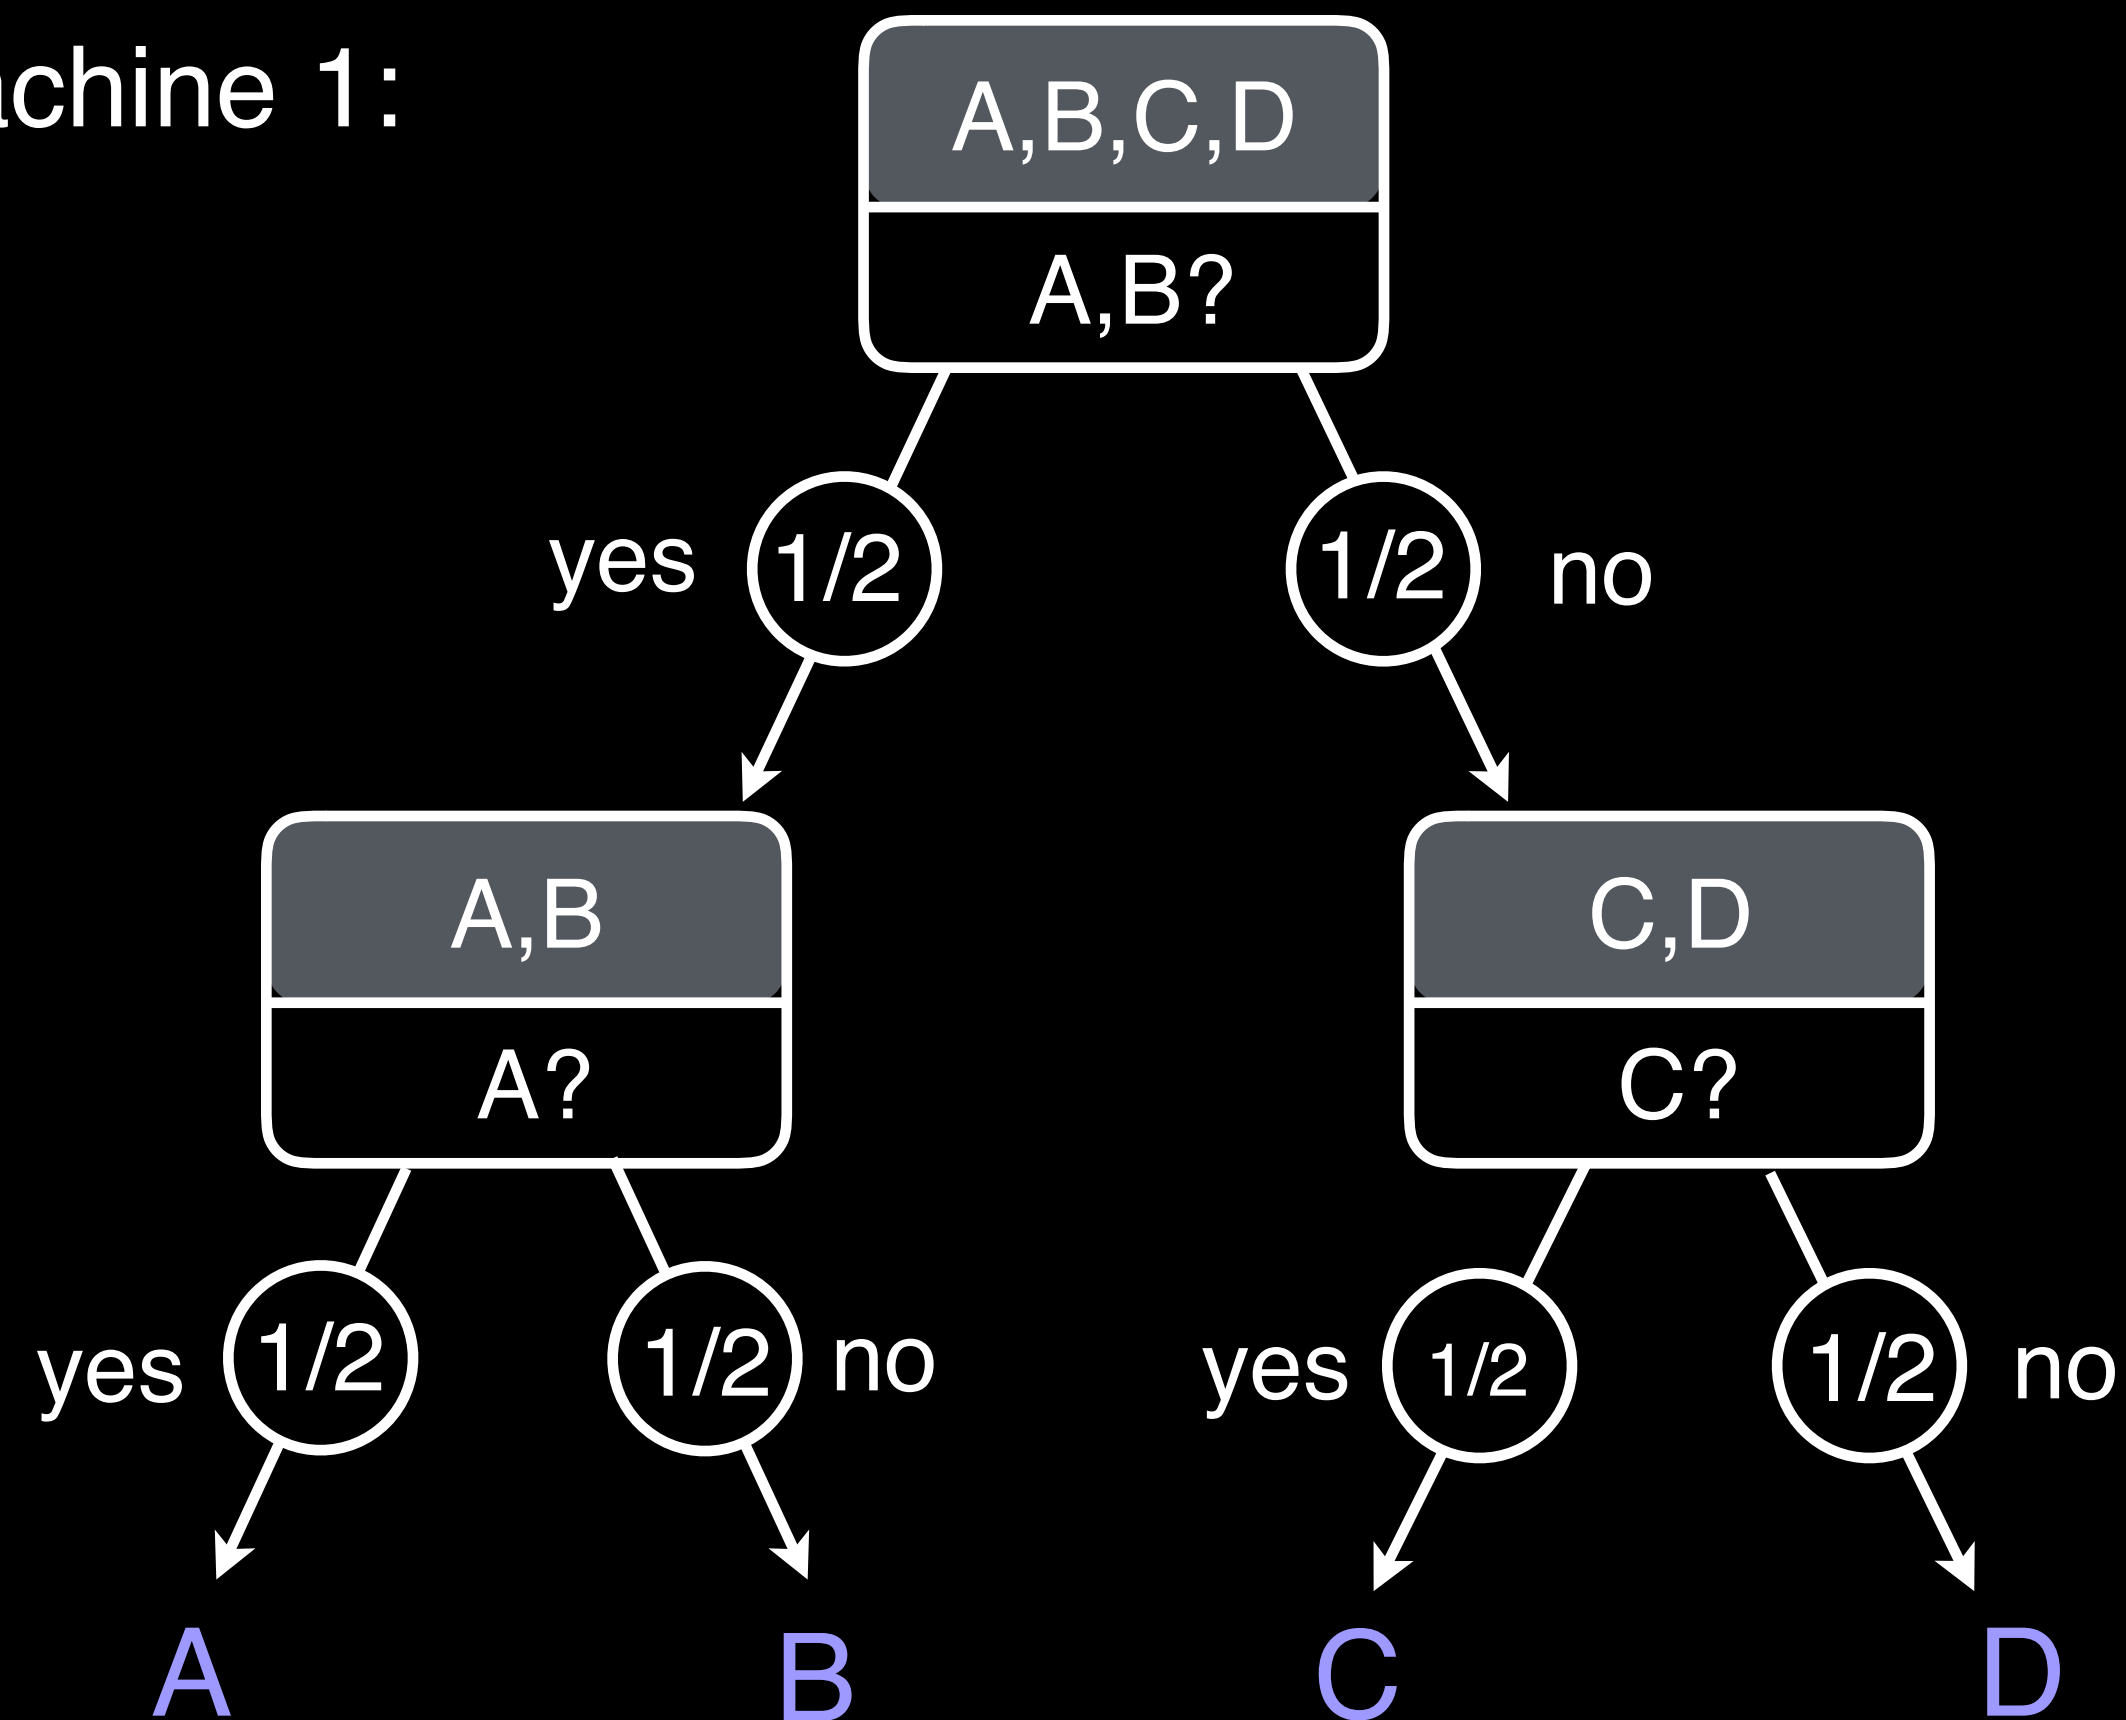 achine 1:
A,B,C,D
A,B?
yes 1/2 1/2 no
A,B C,D
A? C?
yes 1/2 1/2 no yes 1/2 1/2 no
A B C D